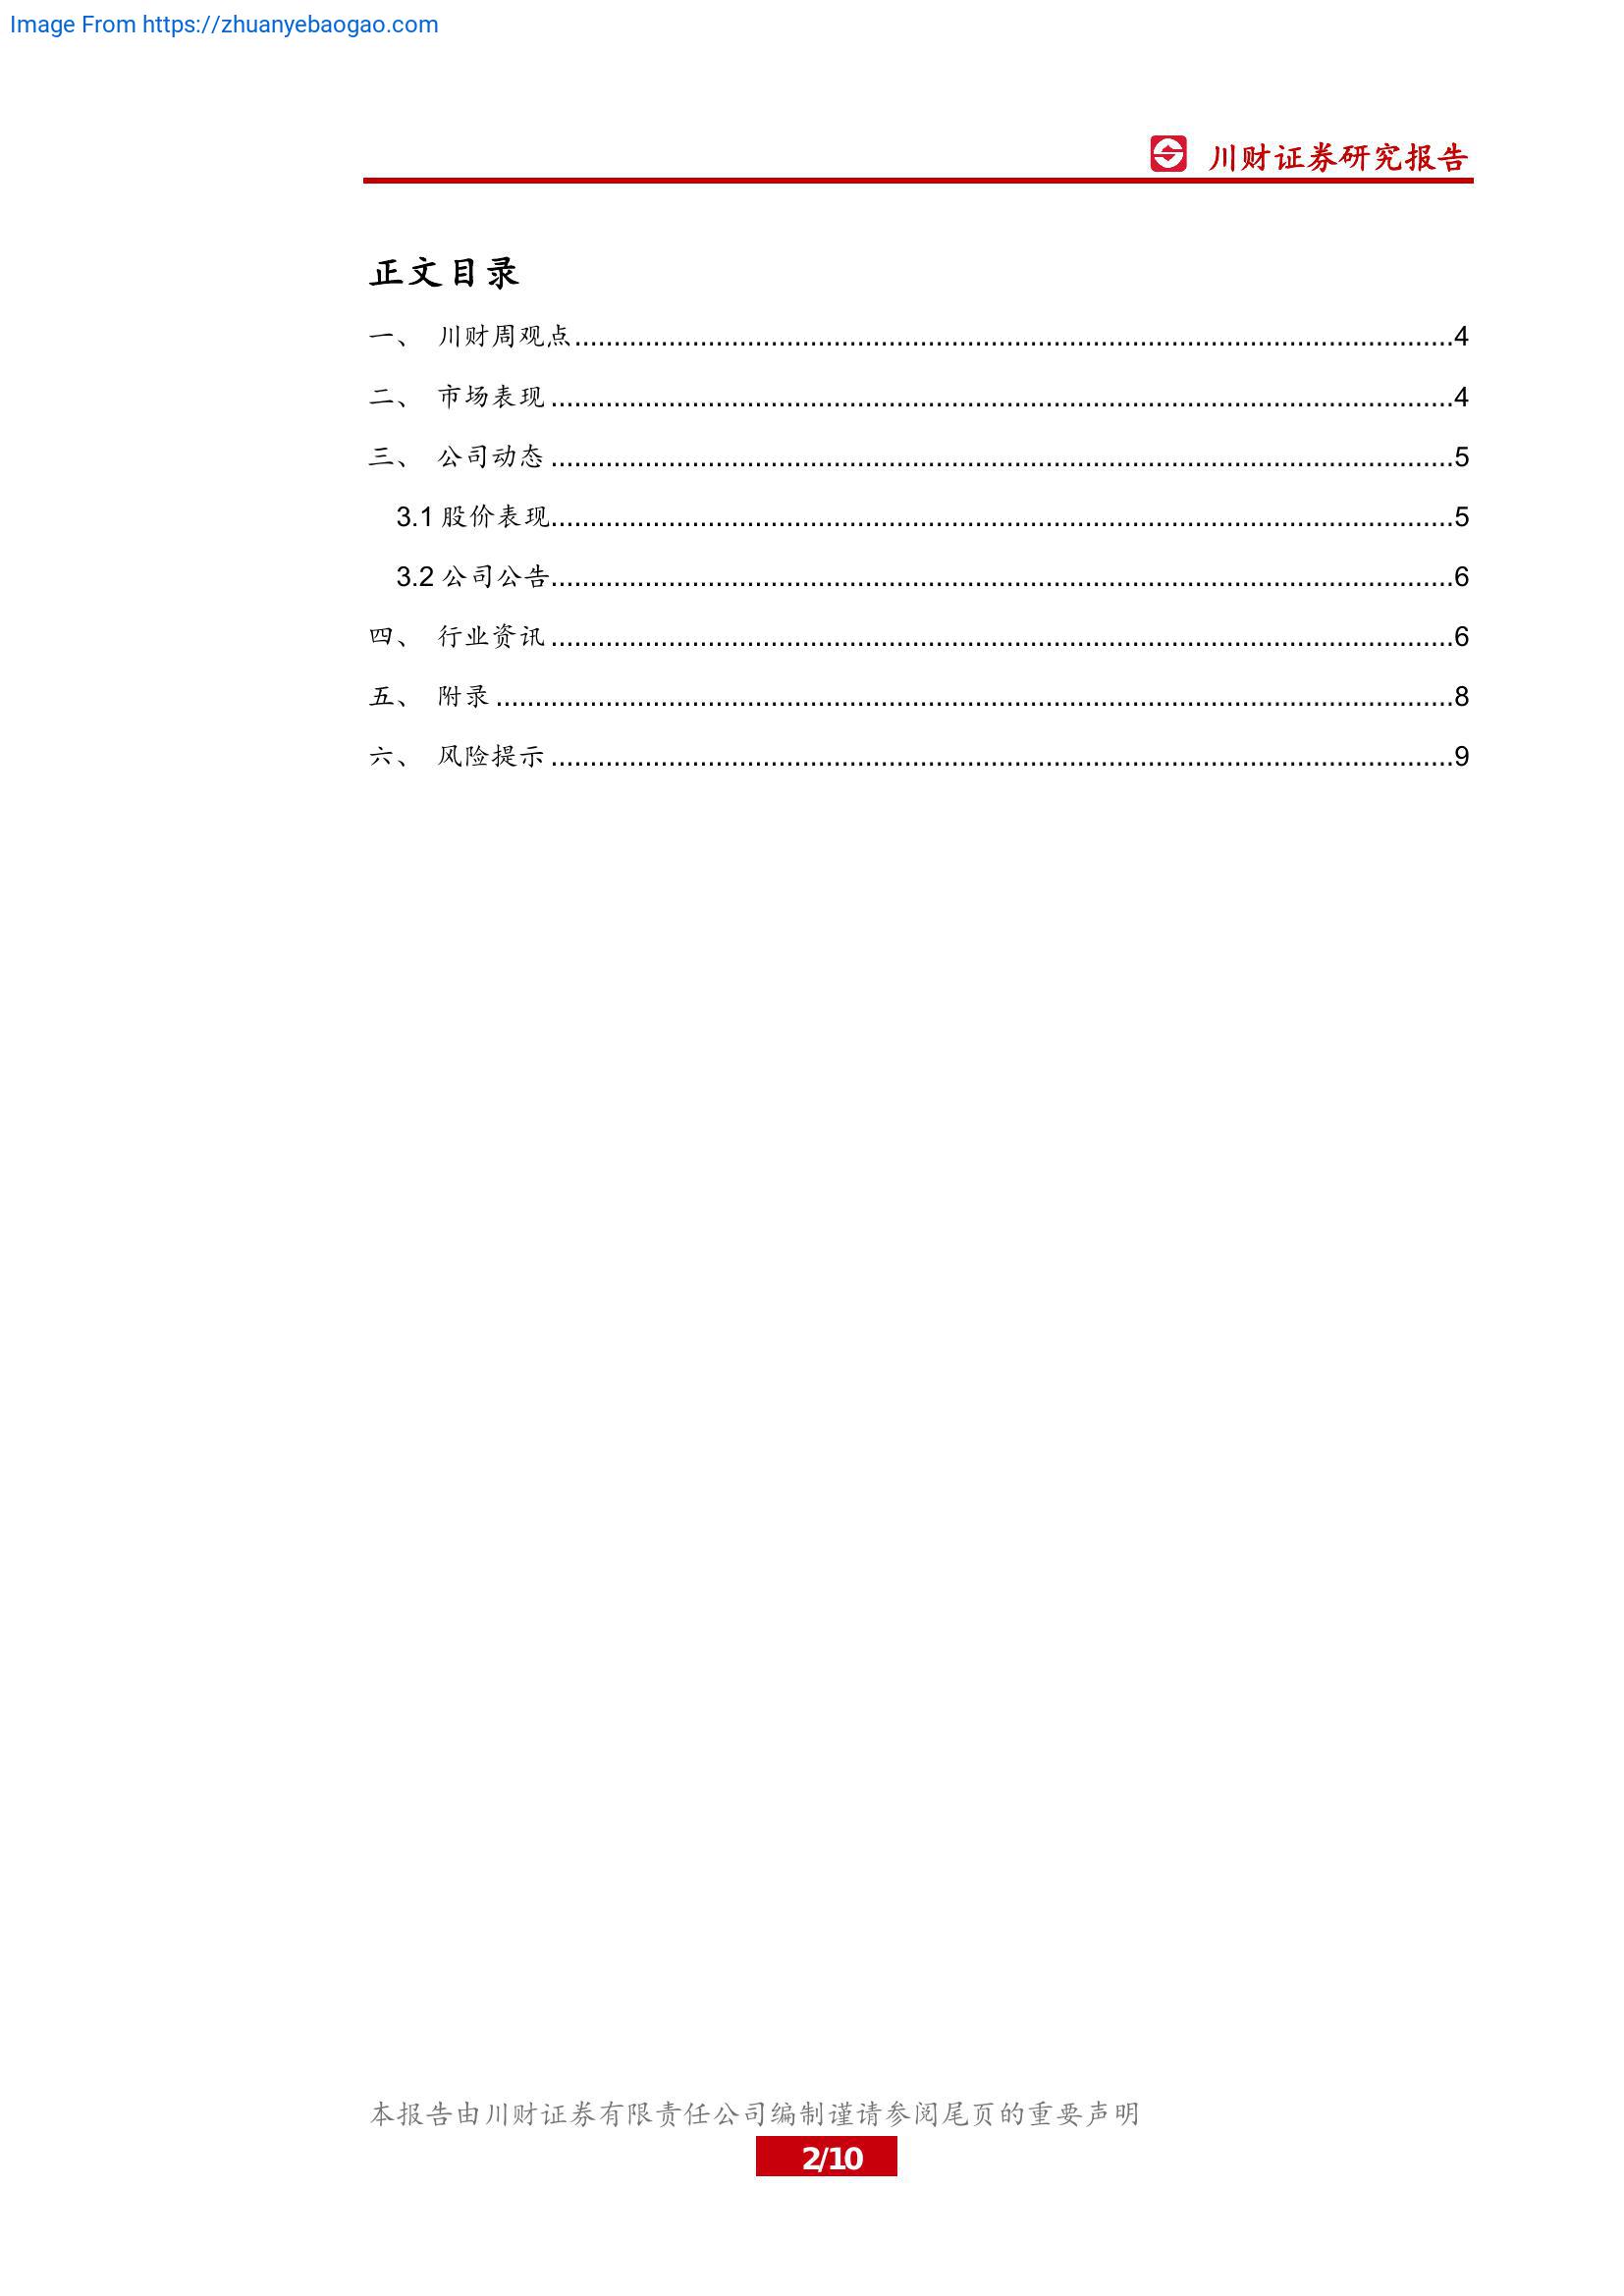 Image From https://zhuanyebaogao.com
川财证券研究报告
正文目录
一、 川财周观点................4
二、 市场表现................4
三、 公司动态................5
3.1 股价表现................5
3.2 公司公告................6
四、 行业资讯................6
五、 附录................8
六、 风险提示................9
本报告由川财证券有限责任公司编制谨请参阅尾页的重要声明
2/10